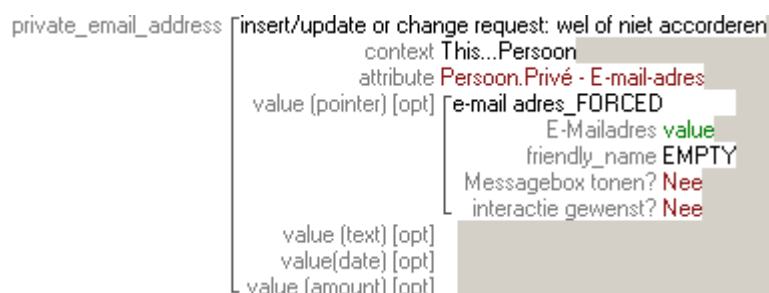 private_email_address insert/update or change request: wel of niet accorderen
context This...Persoon
attribute Persoon.Privé - E-mail-adres
value (pointer) [opt] e-mail adres_FORCED
E-Mailadres value
friendly_name EMPTY
Messagebox tonen? Nee
interactie gewenst? Nee
value (text) [opt]
value(date) [opt]
value (amount) [opt]